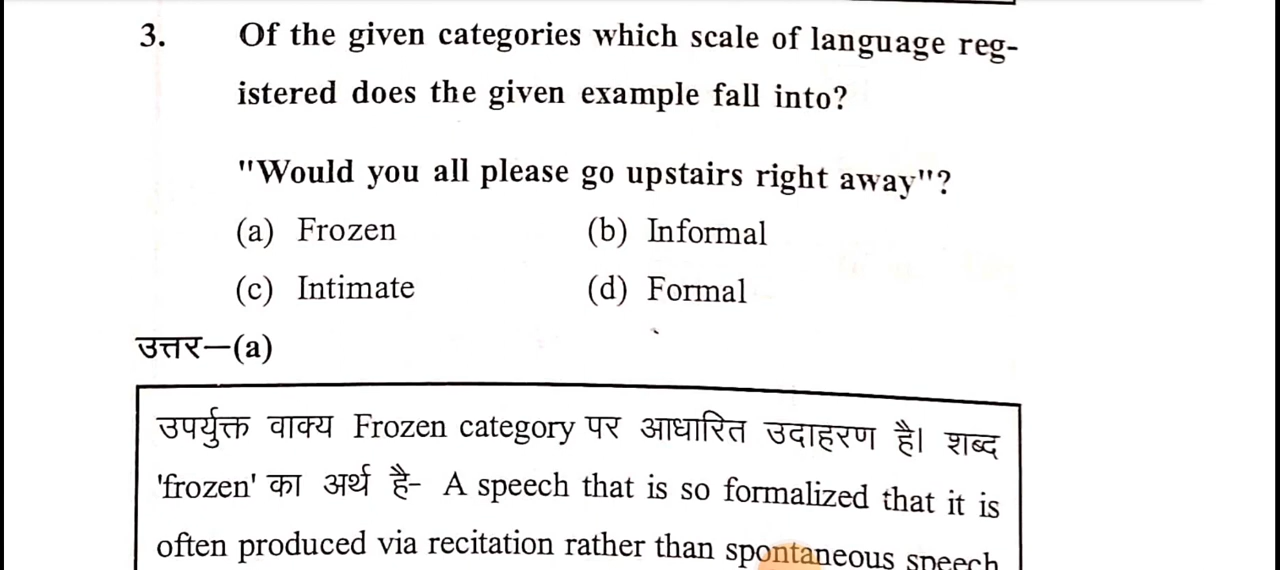 3. Of the given categories which scale of language reg-
istered does the given example fall into?
"Would you all please go upstairs right away"?
(a) Frozen (b) Informal
(c) Intimate (d) Formal
उत्तर–(a)
उपर्युक्त वाक्य Frozen category पर आधारित उदाहरण है। शब्द
'frozen' का अर्थ है- A speech that is so formalized that it is
often produced via recitation rather than spontaneous speech